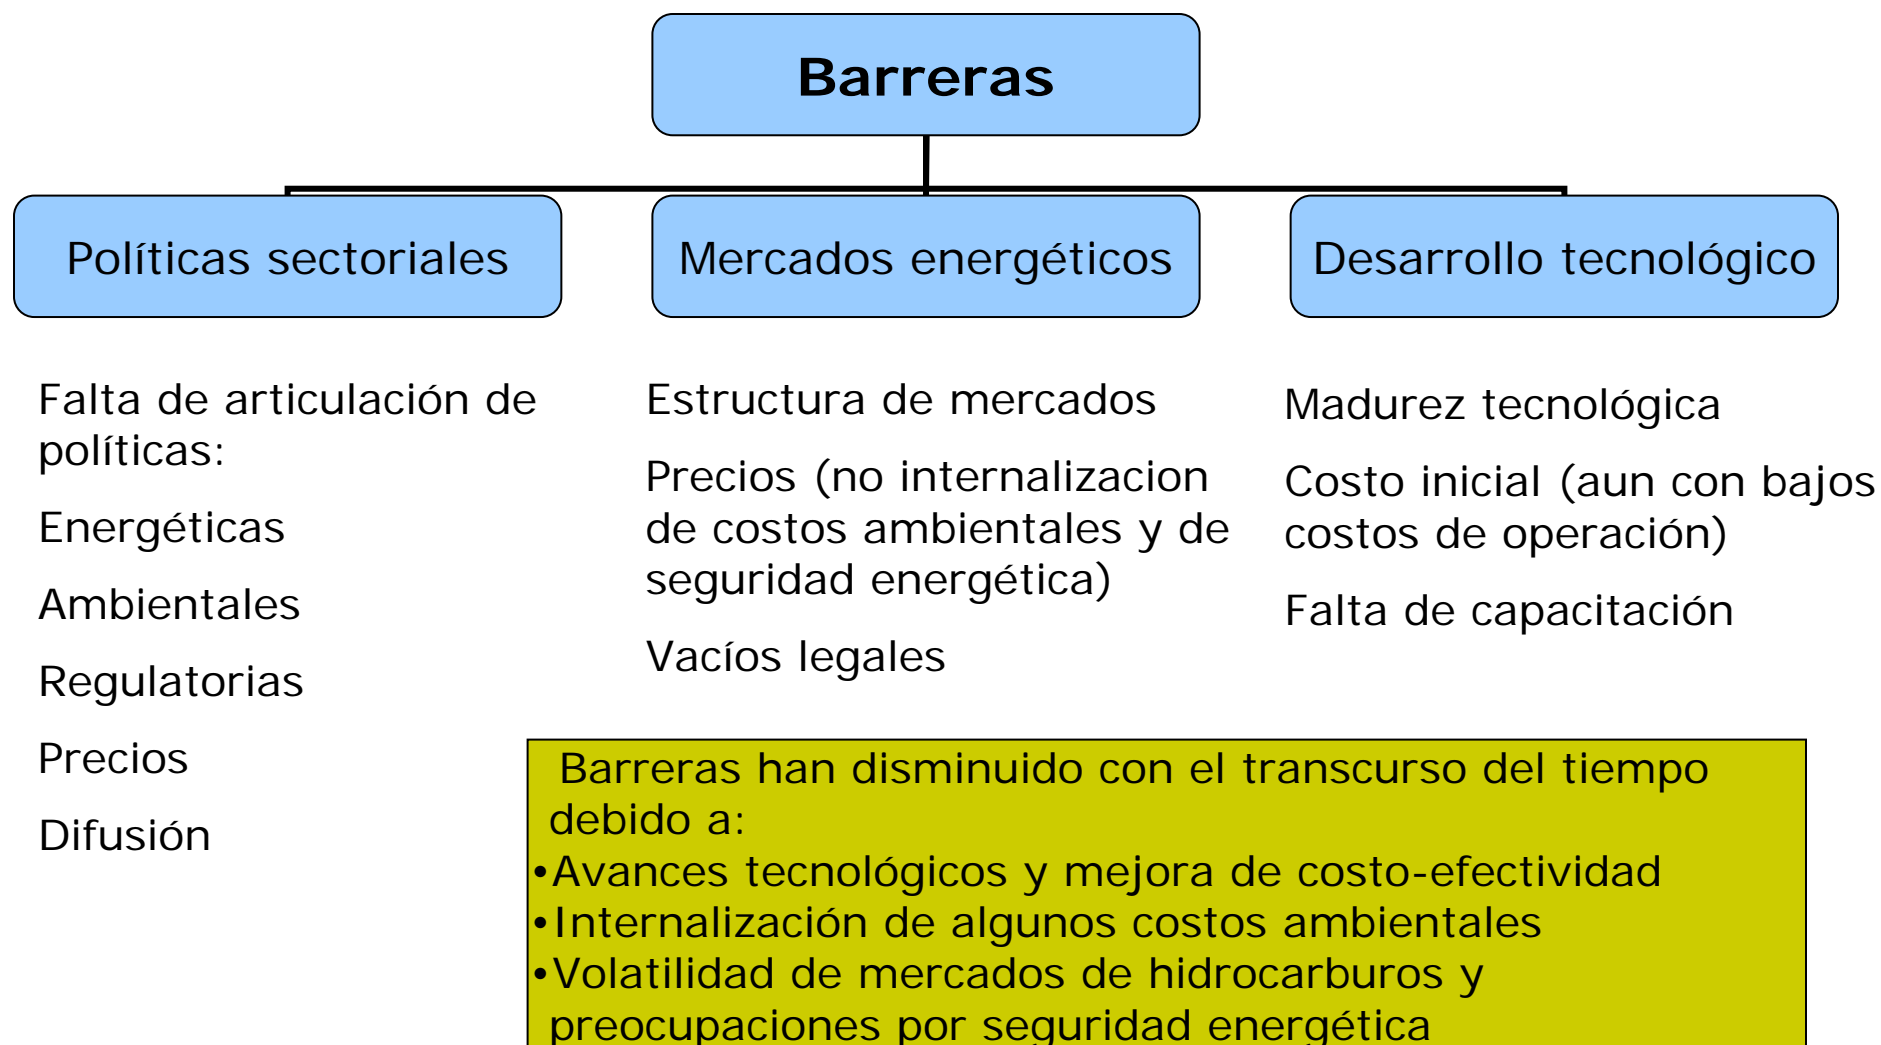 Barreras
Políticas sectoriales
Mercados energéticos
Desarrollo tecnológico
Falta de articulación de
políticas:
Energéticas
Ambientales
Regulatorias
Precios
Difusión
Estructura de mercados
Precios (no internalizacion
de costos ambientales y de
seguridad energética)
Vacíos legales
Madurez tecnológica
Costo inicial (aun con bajos
costos de operación)
Falta de capacitación
Barreras han disminuido con el transcurso del tiempo
debido a:
•Avances tecnológicos y mejora de costo-efectividad
•Internalización de algunos costos ambientales
•Volatilidad de mercados de hidrocarburos y
preocupaciones por seguridad energética